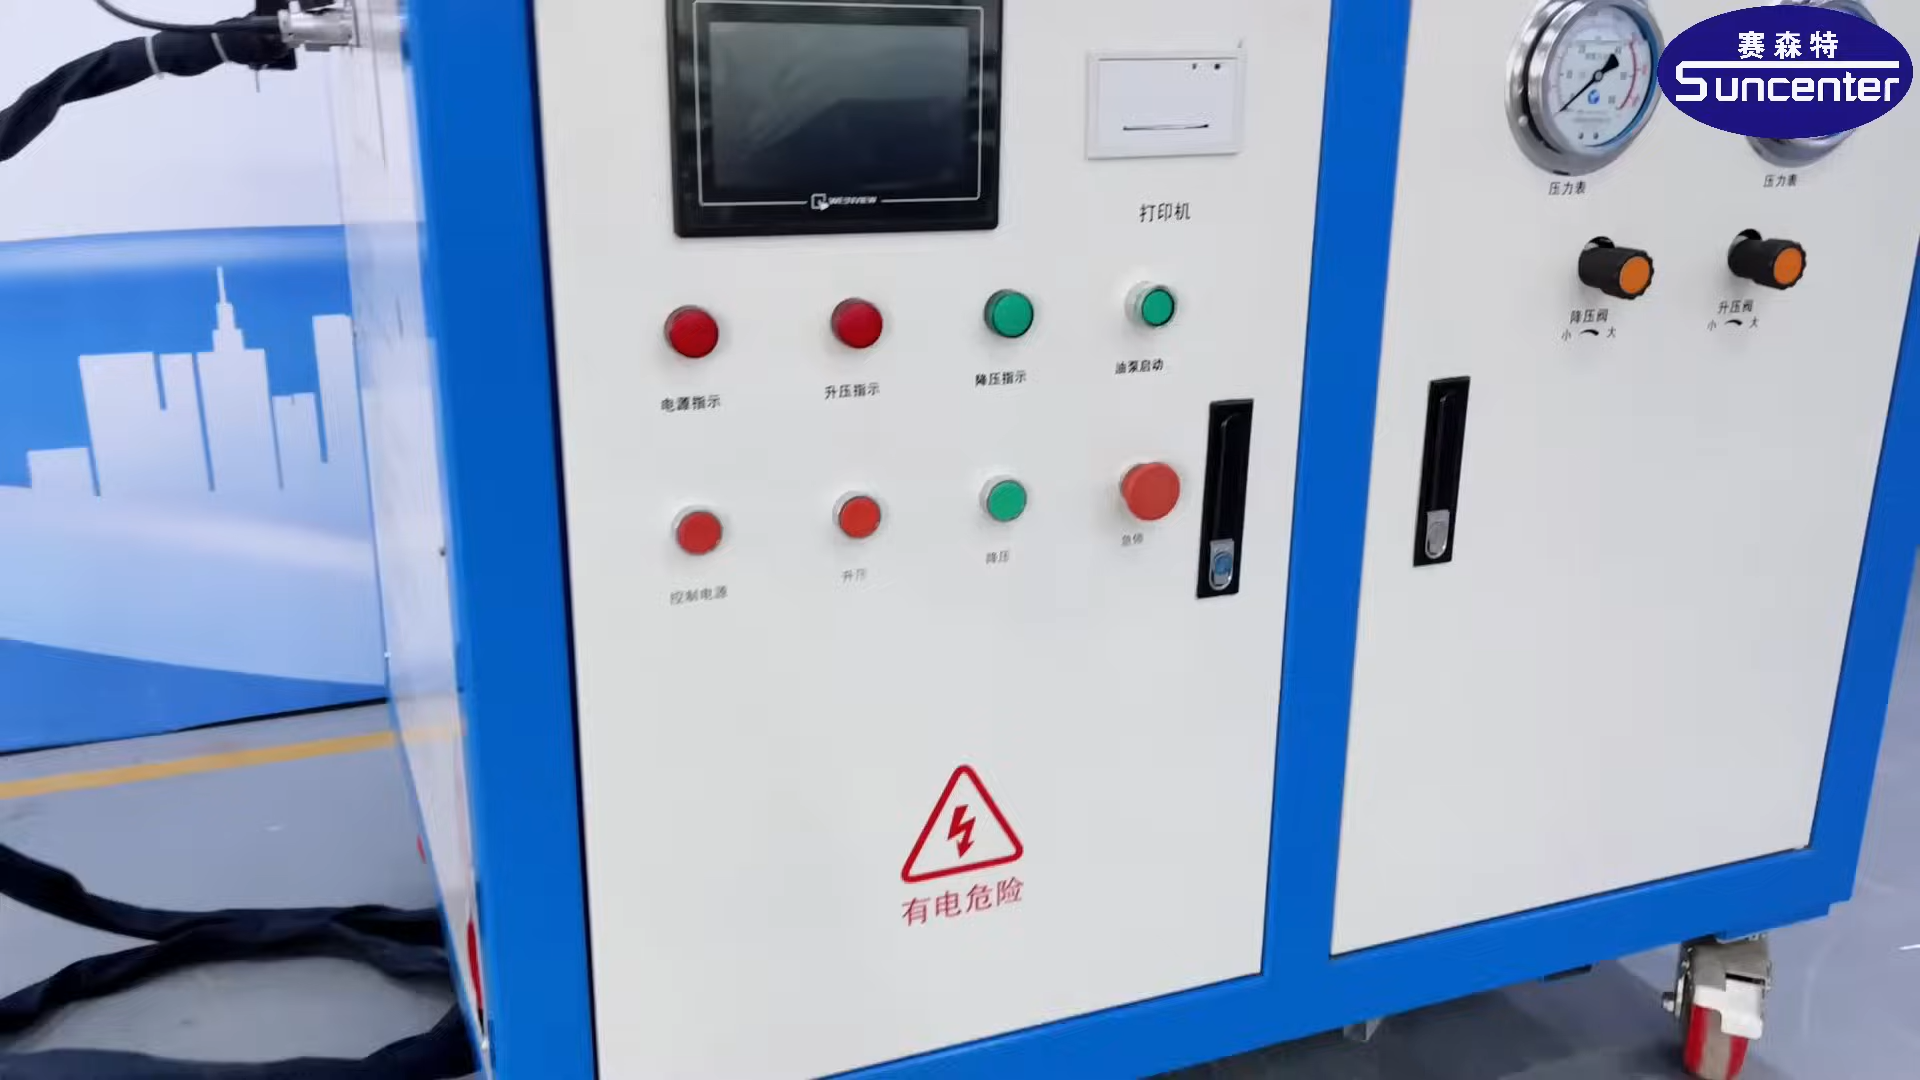 赛森特
Suncenter
WEINVIEW
打印机
压力表
压力表
电源指示
升压指示
降压指示
油泵启动
降压阀
小 大
升压阀
小 大
控制电源
升压
降压
急停
有电危险